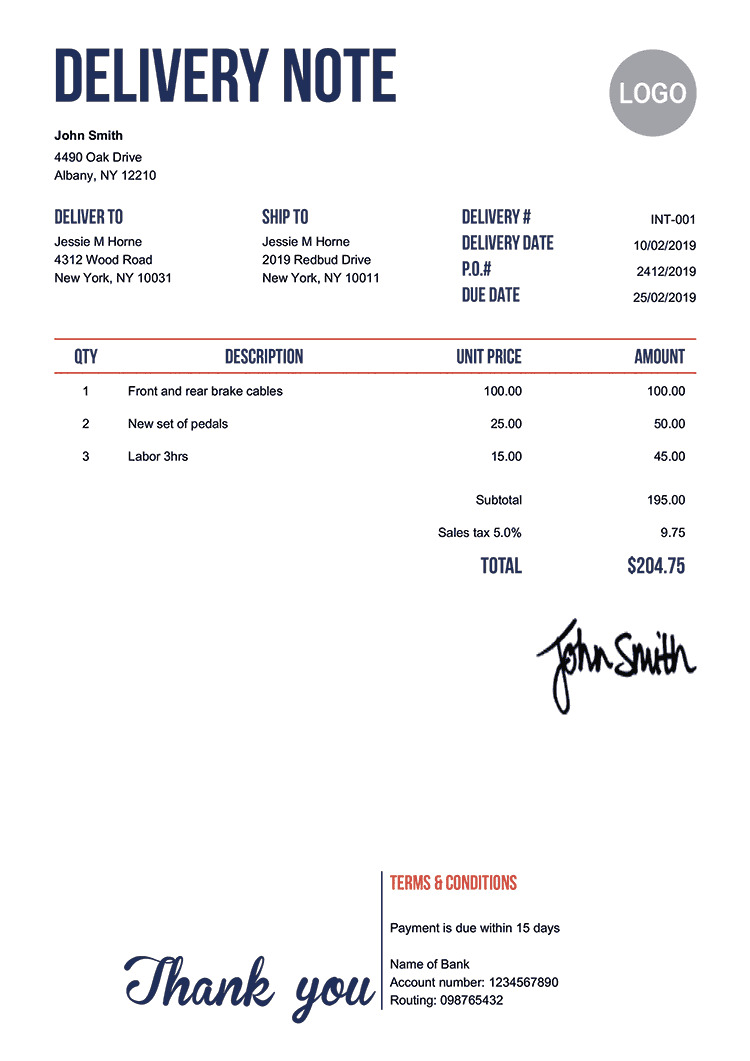 DELIVERY NOTE
LOGO
John Smith
4490 Oak Drive
Albany, NY 12210
DELIVER TO
Jessie M Horne
4312 Wood Road
New York, NY 10031
SHIP TO
Jessie M Horne
2019 Redbud Drive
New York, NY 10011
DELIVERY # INT-001
DELIVERY DATE 10/02/2019
P.O.# 2412/2019
DUE DATE 25/02/2019
QTY DESCRIPTION UNIT PRICE AMOUNT
1 Front and rear brake cables 100.00 100.00
2 New set of pedals 25.00 50.00
3 Labor 3hrs 15.00 45.00
Subtotal 195.00
Sales tax 5.0% 9.75
TOTAL $204.75
John Smith
Thank you
TERMS & CONDITIONS
Payment is due within 15 days
Name of Bank
Account number: 1234567890
Routing: 098765432